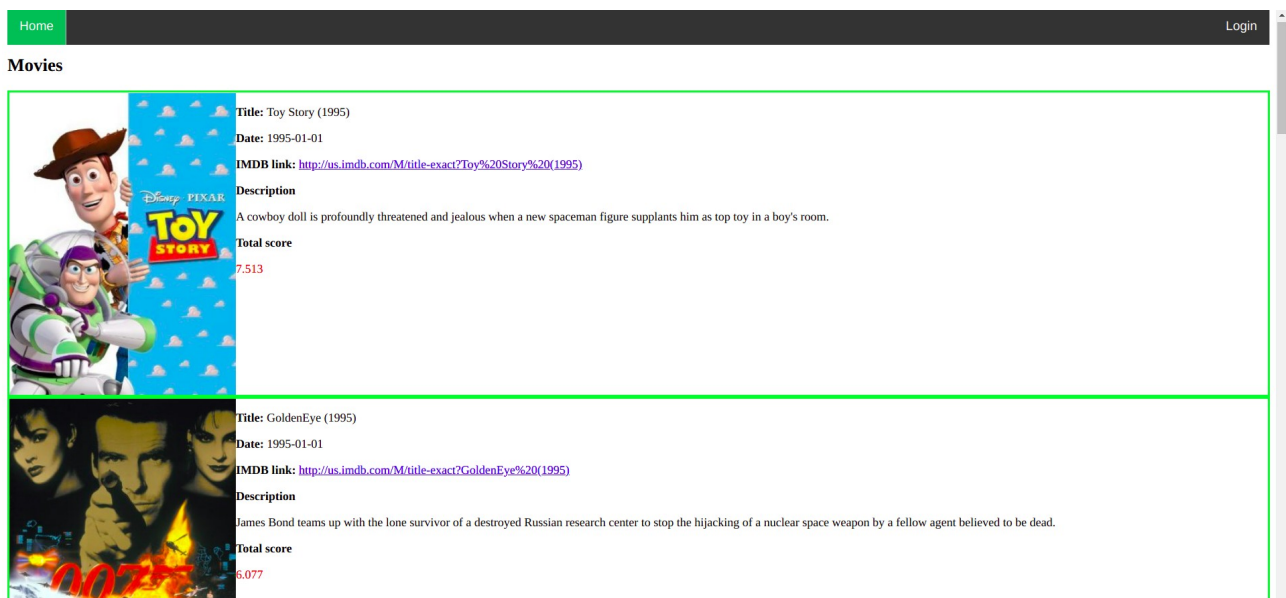 Home
Login
Movies
Title: Toy Story (1995)
Date: 1995-01-01
IMDB link: http://us.imdb.com/M/title-exact?Toy%20Story%20(1995)
Description
A cowboy doll is profoundly threatened and jealous when a new spaceman figure supplants him as top toy in a boy's room.
Total score
7.513
DISNEY · PIXAR
TOY
STORY
Title: GoldenEye (1995)
Date: 1995-01-01
IMDB link: http://us.imdb.com/M/title-exact?GoldenEye%20(1995)
Description
James Bond teams up with the lone survivor of a destroyed Russian research center to stop the hijacking of a nuclear space weapon by a fellow agent believed to be dead.
Total score
6.077
007